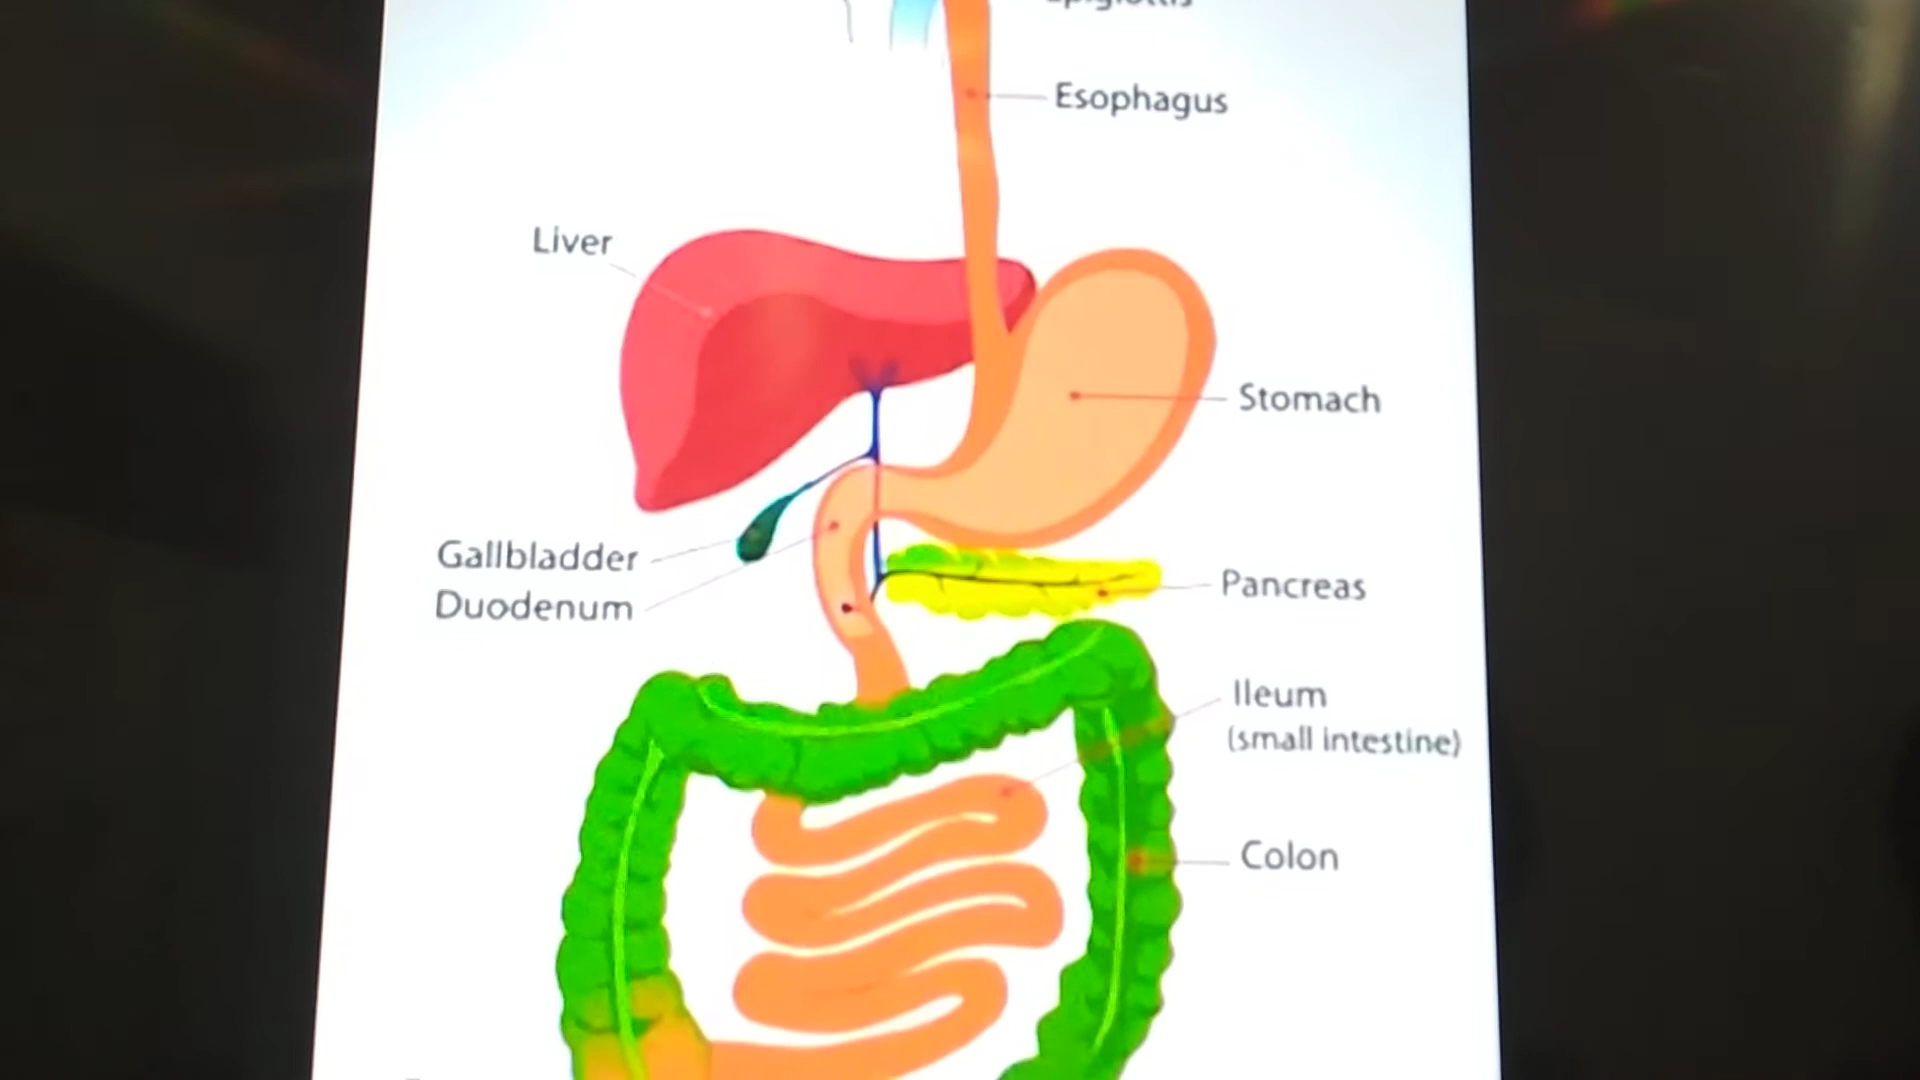 Esophagus
Liver
Stomach
Gallbladder
Duodenum
Pancreas
Ileum
(small intestine)
Colon